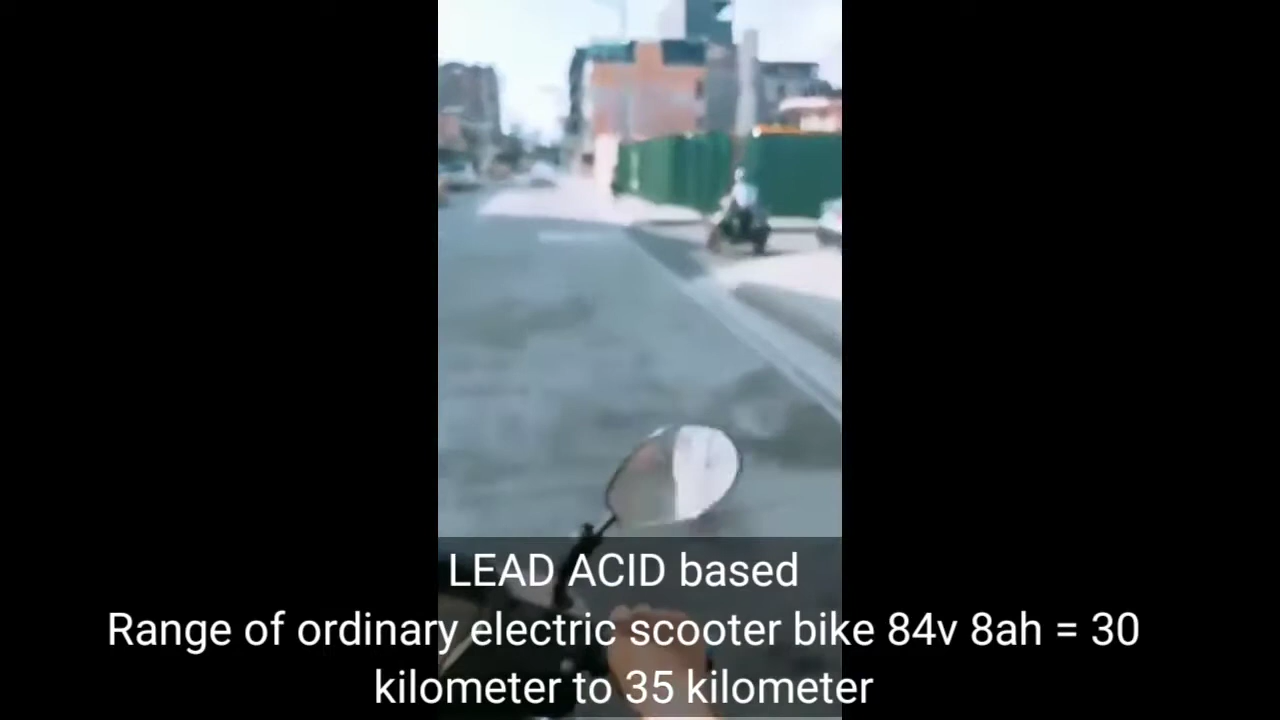 LEAD ACID based
Range of ordinary electric scooter bike 84v 8ah = 30
kilometer to 35 kilometer